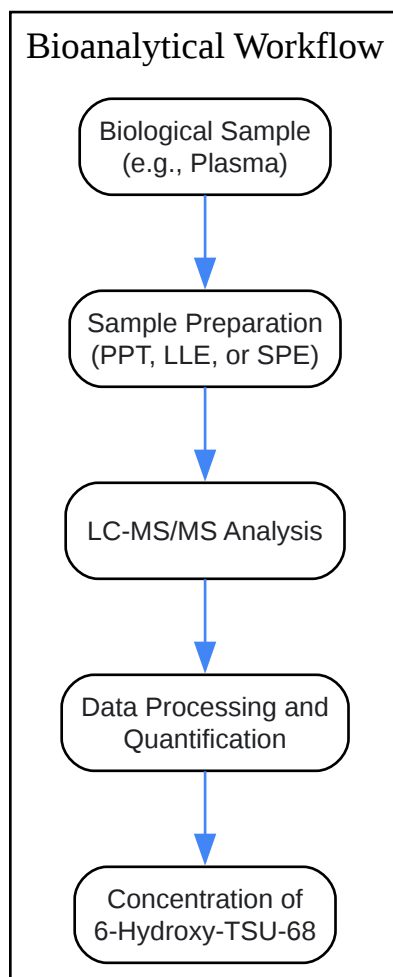 Bioanalytical Workflow
Biological Sample
(e.g., Plasma)
Sample Preparation
(PPT, LLE, or SPE)
LC-MS/MS Analysis
Data Processing and
Quantification
Concentration of
6-Hydroxy-TSU-68